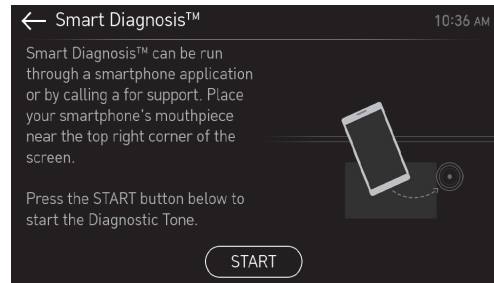 ← Smart Diagnosis™
10:36 AM
Smart Diagnosis™ can be run
through a smartphone application
or by calling a for support. Place
your smartphone's mouthpiece
near the top right corner of the
screen.
Press the START button below to
start the Diagnostic Tone.
START